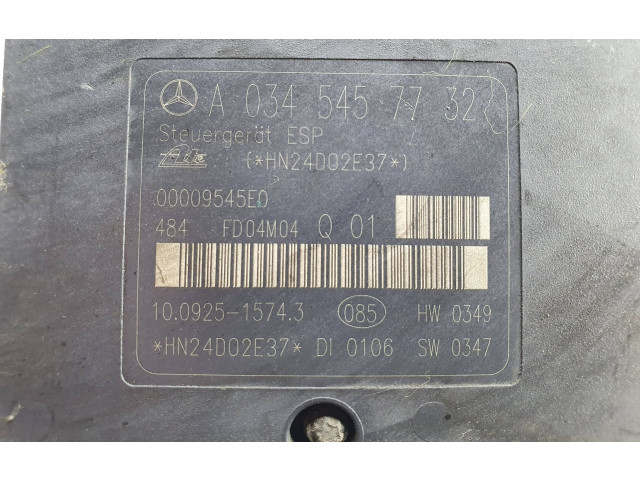 A 034 545 77 32
Steuergerät ESP
Ate (*HN24D02E37*)
00009545E0
484 FD04M04 Q 01
10.0925-1574.3 085 HW 0349
*HN24D02E37* DI 0106 SW 0347